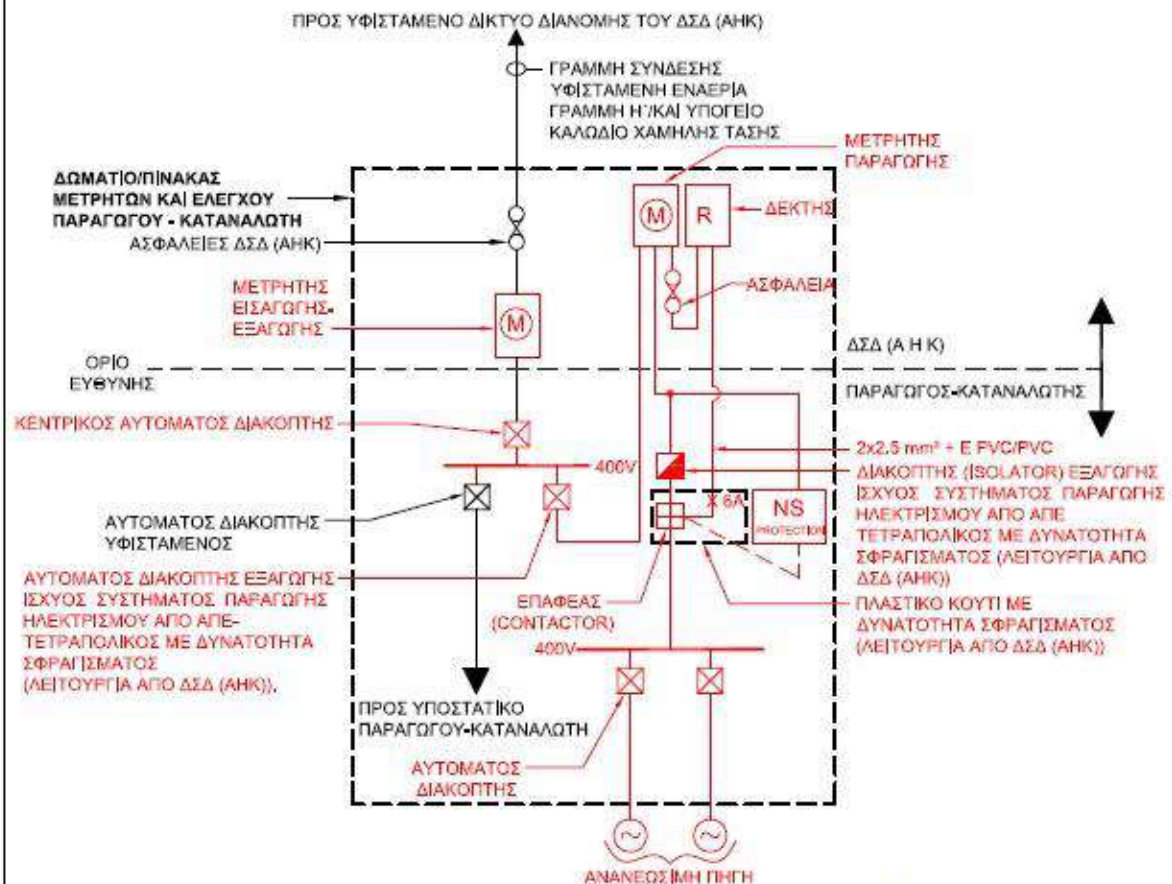 ΠΡΟΣ ΥΦΙΣΤΑΜΕΝΟ ΔΙΚΤΥΟ ΔΙΑΝΟΜΗΣ ΤΟΥ ΔΣΔ (ΑΗΚ)
ΓΡΑΜΜΗ ΣΥΝΔΕΣΗΣ
ΥΦΙΣΤΑΜΕΝΗ ΕΝΑΕΡΙΑ
ΓΡΑΜΜΗ Η΄/ΚΑΙ ΥΠΟΓΕΙΟ
ΚΑΛΩΔΙΟ ΧΑΜΗΛΗΣ ΤΑΣΗΣ
ΜΕΤΡΗΤΗΣ
ΠΑΡΑΓΩΓΗΣ
ΔΩΜΑΤΙΟ/ΠΙΝΑΚΑΣ
ΜΕΤΡΗΤΩΝ ΚΑΙ ΕΛΕΓΧΟΥ
ΠΑΡΑΓΩΓΟΥ - ΚΑΤΑΝΑΛΩΤΗ
ΑΣΦΑΛΕΙΕΣ ΔΣΔ (ΑΗΚ)
M
R
ΔΕΚΤΗΣ
ΑΣΦΑΛΕΙΑ
ΜΕΤΡΗΤΗΣ
ΕΙΣΑΓΩΓΗΣ-
ΕΞΑΓΩΓΗΣ
M
ΔΣΔ (Α Η Κ)
ΟΡΙΟ
ΕΥΘΥΝΗΣ
ΠΑΡΑΓΩΓΟΣ-ΚΑΤΑΝΑΛΩΤΗΣ
ΚΕΝΤΡΙΚΟΣ ΑΥΤΟΜΑΤΟΣ ΔΙΑΚΟΠΤΗΣ
400V
2x2.5 mm² + E PVC/PVC
ΔΙΑΚΟΠΤΗΣ (ISOLATOR) ΕΞΑΓΩΓΗΣ
ΙΣΧΥΟΣ ΣΥΣΤΗΜΑΤΟΣ ΠΑΡΑΓΩΓΗΣ
ΗΛΕΚΤΡΙΣΜΟΥ ΑΠΟ ΑΠΕ
ΤΕΤΡΑΠΟΛΙΚΟΣ ΜΕ ΔΥΝΑΤΟΤΗΤΑ
ΣΦΡΑΓΙΣΜΑΤΟΣ (ΛΕΙΤΟΥΡΓΙΑ ΑΠΟ
ΔΣΔ (ΑΗΚ))
X 6A
NS
PROTECTION
ΑΥΤΟΜΑΤΟΣ ΔΙΑΚΟΠΤΗΣ
ΥΦΙΣΤΑΜΕΝΟΣ
ΑΥΤΟΜΑΤΟΣ ΔΙΑΚΟΠΤΗΣ ΕΞΑΓΩΓΗΣ
ΙΣΧΥΟΣ ΣΥΣΤΗΜΑΤΟΣ ΠΑΡΑΓΩΓΗΣ
ΗΛΕΚΤΡΙΣΜΟΥ ΑΠΟ ΑΠΕ-
ΤΕΤΡΑΠΟΛΙΚΟΣ ΜΕ ΔΥΝΑΤΟΤΗΤΑ
ΣΦΡΑΓΙΣΜΑΤΟΣ
(ΛΕΙΤΟΥΡΓΙΑ ΑΠΟ ΔΣΔ (ΑΗΚ)).
ΕΠΑΦΕΑΣ
(CONTACTOR)
ΠΛΑΣΤΙΚΟ ΚΟΥΤΙ ΜΕ
ΔΥΝΑΤΟΤΗΤΑ ΣΦΡΑΓΙΣΜΑΤΟΣ
(ΛΕΙΤΟΥΡΓΙΑ ΑΠΟ ΔΣΔ (ΑΗΚ))
400V
ΠΡΟΣ ΥΠΟΣΤΑΤΙΚΟ
ΠΑΡΑΓΩΓΟΥ-ΚΑΤΑΝΑΛΩΤΗ
ΑΥΤΟΜΑΤΟΣ
ΔΙΑΚΟΠΤΗΣ
ΑΝΑΝΕΩΣΙΜΗ ΠΗΓΗ